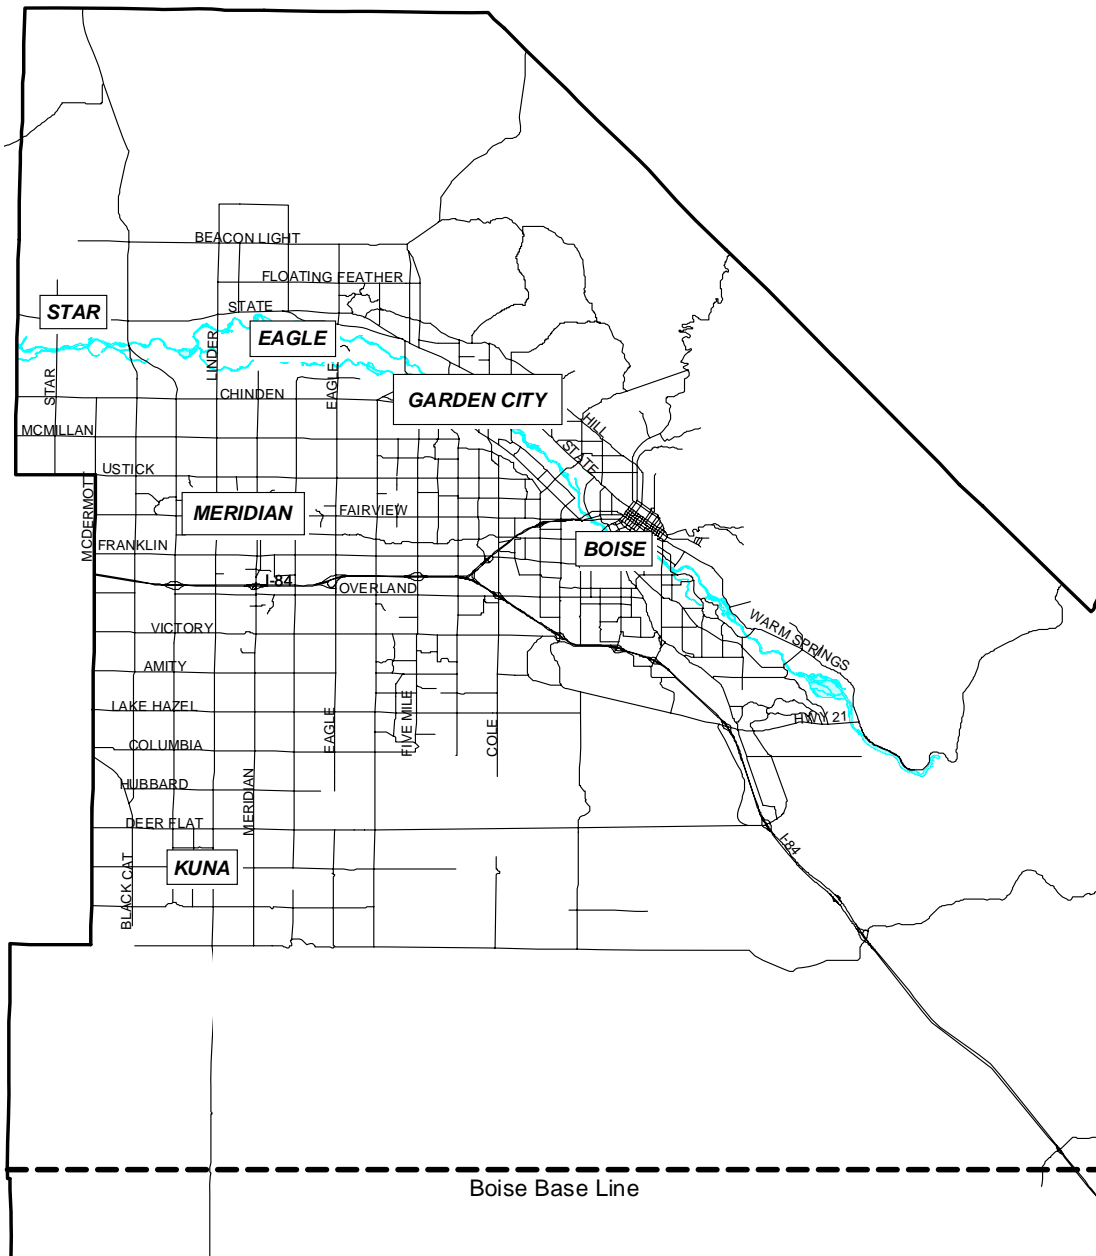 BEACON LIGHT
FLOATING FEATHER
STATE
STAR
EAGLE
LINDER
STAR
EAGLE
CHINDEN
GARDEN CITY
HILL
MCMILLAN
STATE
USTICK
MCDERMOTT
MERIDIAN
FAIRVIEW
FRANKLIN
BOISE
I-84
OVERLAND
VICTORY
WARM SPRINGS
AMITY
LAKE HAZEL
HWY 21
EAGLE
FIVE MILE
COLE
COLUMBIA
HUBBARD
MERIDIAN
DEER FLAT
I-84
KUNA
BLACK CAT
Boise Base Line